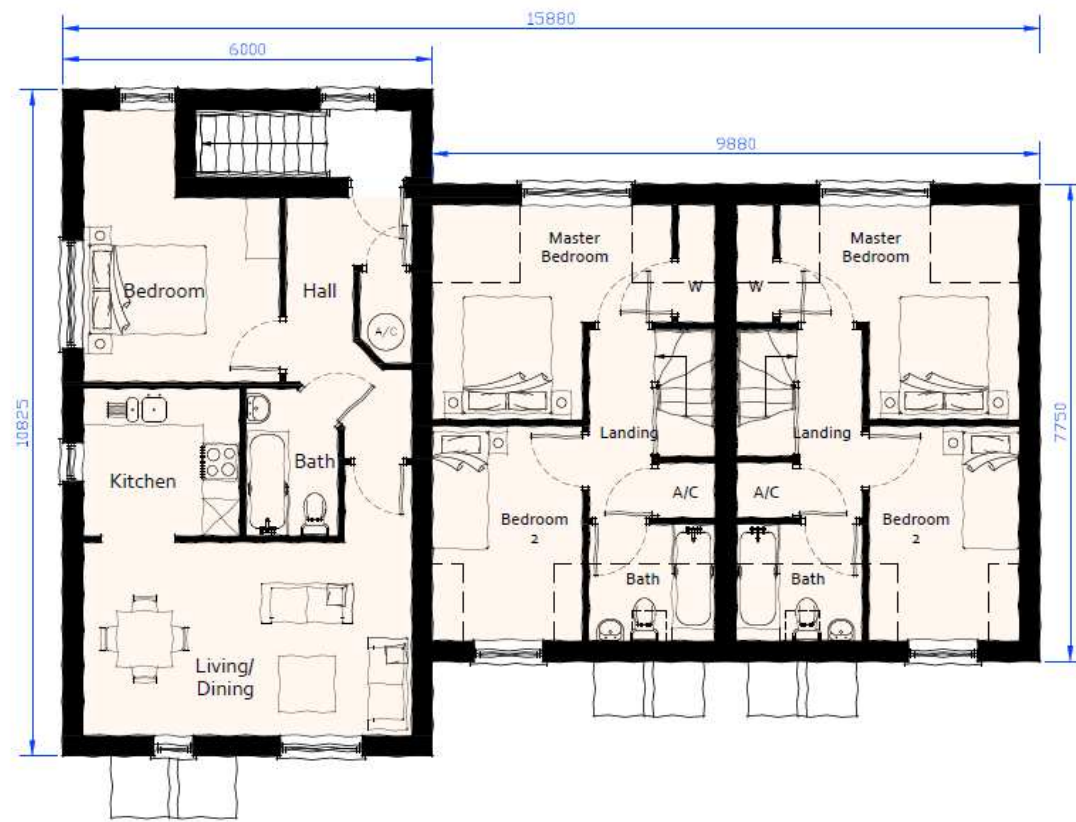 15880
6000
9880
10825
7750
Master
Bedroom
Master
Bedroom
Bedroom
Hall
W
W
A/C
Landing
Landing
Bath
Kitchen
A/C
A/C
Bedroom
2
Bedroom
2
Bath
Bath
Living/
Dining